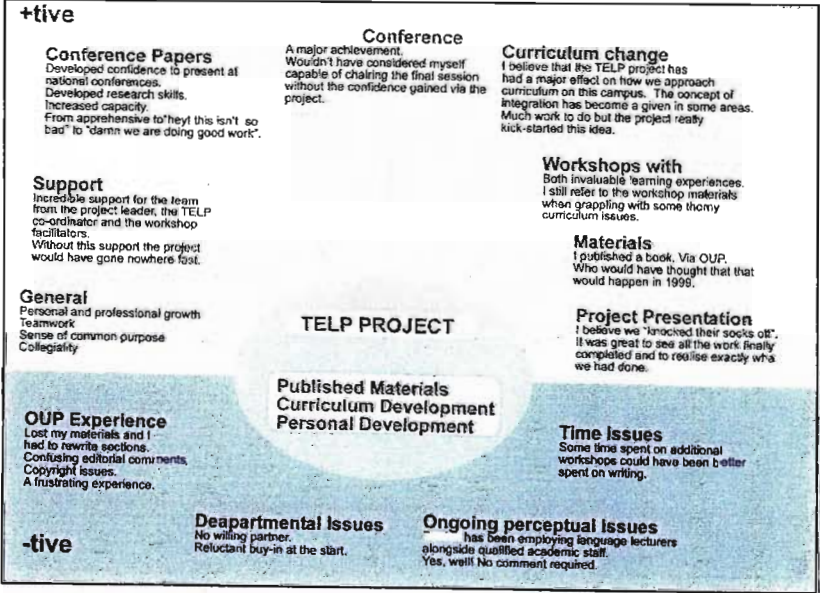 +tive
Conference Papers
Developed confidence to present at
national conferences.
Developed research skills.
Increased capacity.
From apprehensive to"hey! this isn't so
bad" to "damn we are doing good work".
Conference
A major achievement.
Wouldn't have considered myself
capable of chairing the final session
without the confidence gained via the
project.
Curriculum change
I believe that the TELP project has
had a major effect on how we approach
curriculum on this campus. The concept of
integration has become a given in some areas.
Much work to do but the project really
kick-started this idea.
Support
Incredible support for the team
from the project leader, the TELP
co-ordinator and the workshop
facilitators.
Without this support the project
would have gone nowhere fast.
Workshops with
Both invaluable learning experiences.
I still refer to the workshop materials
when grappling with some thorny
curriculum issues.
Materials
I published a book. Via OUP.
Who would have thought that that
would happen in 1999.
General
Personal and professional growth
Teamwork
Sense of common purpose
Collegiality
TELP PROJECT
Project Presentation
I believe we "knocked their socks off".
It was great to see all the work finally
completed and to realise exactly wha
we had done.
Published Materials
Curriculum Development
Personal Development
OUP Experience
Lost my materials and I
had to rewrite sections.
Confusing editorial comments,
Copyright issues.
A frustrating experience.
Time Issues
Some time spent on additional
workshops could have been better
spent on writing.
-tive
Deapartmental Issues
No willing partner.
Reluctant buy-in at the start.
Ongoing perceptual Issues
has been employing language lecturers
alongside qualified academic staff.
Yes, well! No comment required.